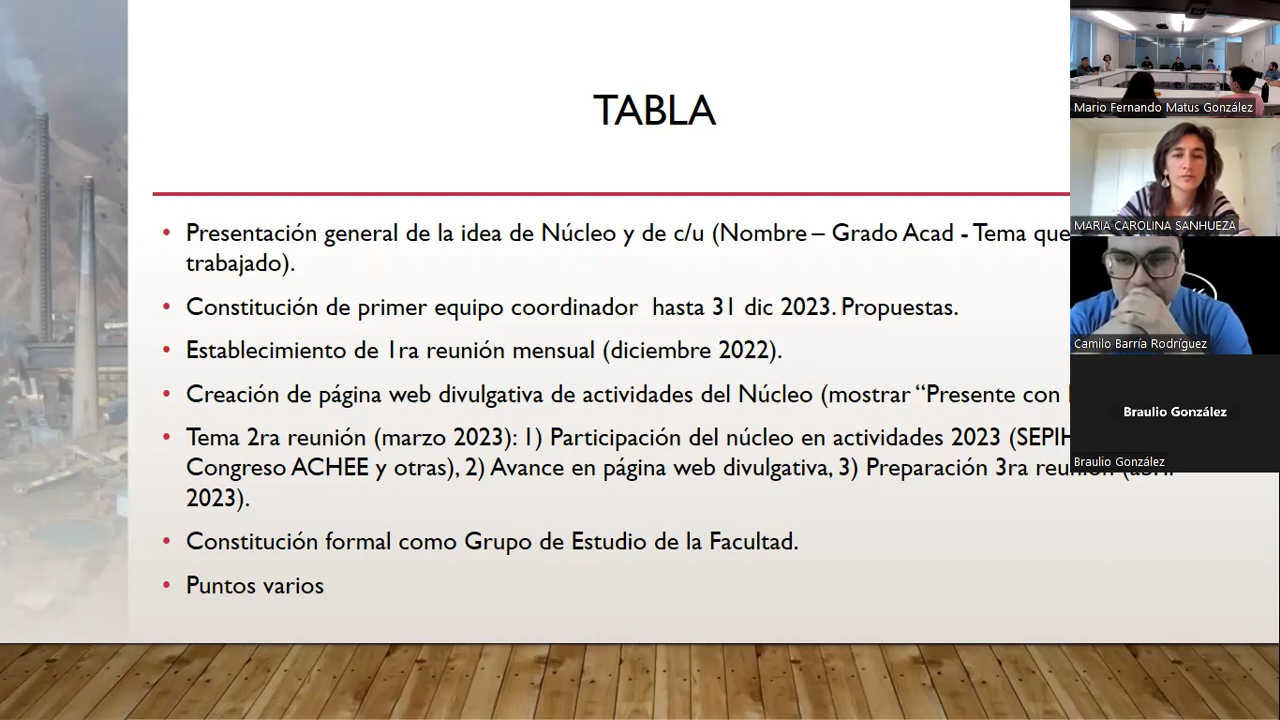 TABLA
• Presentación general de la idea de Núcleo y de c/u (Nombre – Grado Acad - Tema que
trabajado).
• Constitución de primer equipo coordinador hasta 31 dic 2023. Propuestas.
• Establecimiento de 1ra reunión mensual (diciembre 2022).
• Creación de página web divulgativa de actividades del Núcleo (mostrar “Presente con
• Tema 2ra reunión (marzo 2023): 1) Participación del núcleo en actividades 2023 (SEPIH
Congreso ACHEE y otras), 2) Avance en página web divulgativa, 3) Preparación 3ra reunión (abril
2023).
• Constitución formal como Grupo de Estudio de la Facultad.
• Puntos varios
Mario Fernando Matus González
MARIA CAROLINA SANHUEZA
Camilo Barría Rodríguez
Braulio González
Braulio González